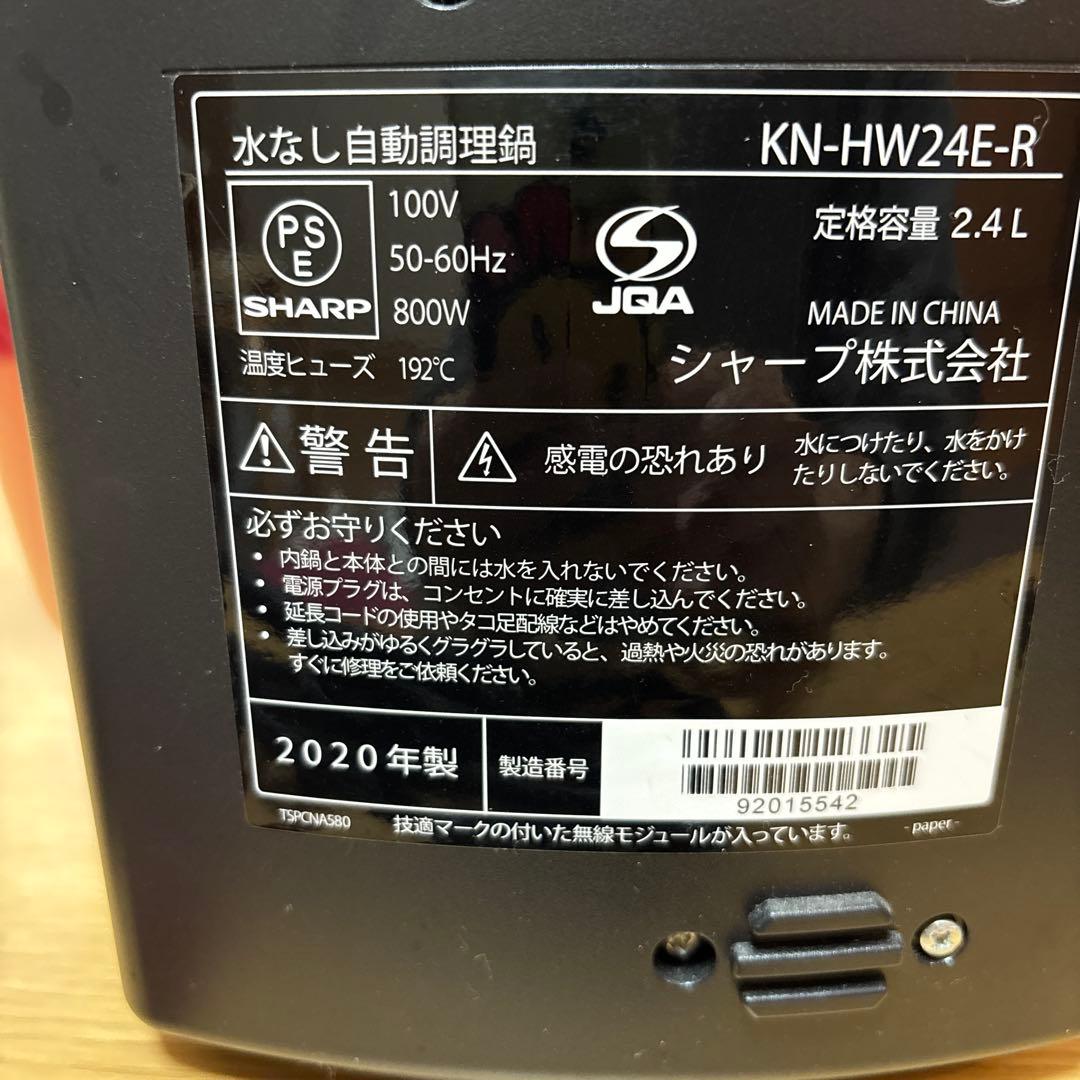 水なし自動調理鍋 KN-HW24E-R
PSE
SHARP
100V
50-60Hz
800W
JQA
定格容量 2.4 L
MADE IN CHINA
シャープ株式会社
温度ヒューズ 192℃
警告
感電の恐れあり
水につけたり、水をかけ
たりしないでください。
必ずお守りください
・ 内鍋と本体との間には水を入れないでください。
・ 電源プラグは、コンセントに確実に差し込んでください。
・ 延長コードの使用やタコ足配線などはやめてください。
・ 差し込みがゆるくグラグラしていると、過熱や火災の恐れがあります。
すぐに修理をご依頼ください。
2020年製
製造番号
92015542
TSPCNA580 技適マークの付いた無線モジュールが入っています。 - paper -